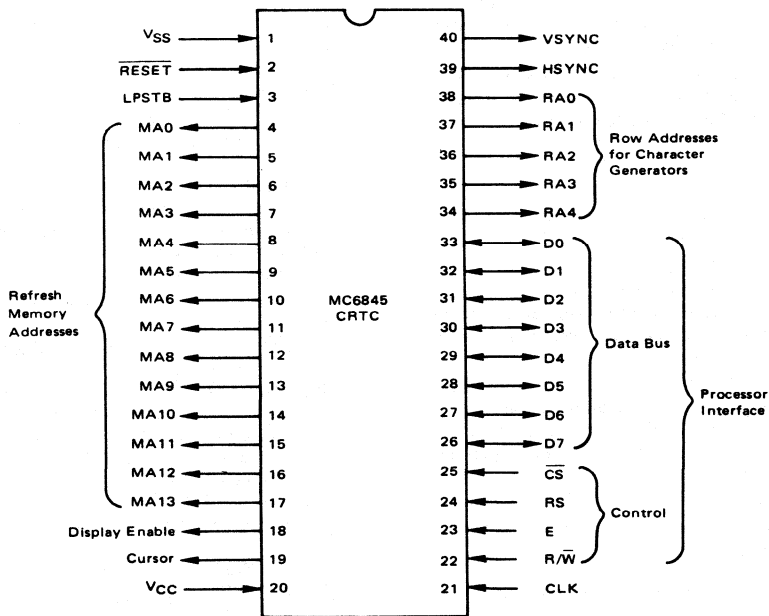 VSS 1
RESET 2
LPSTB 3
MA0 4
MA1 5
MA2 6
MA3 7
MA4 8
MA5 9
MA6 10
MA7 11
MA8 12
MA9 13
MA10 14
MA11 15
MA12 16
MA13 17
Display Enable 18
Cursor 19
VCC 20
Refresh
Memory
Addresses
MC6845
CRTC
40 VSYNC
39 HSYNC
38 RA0
37 RA1
36 RA2
35 RA3
34 RA4
33 D0
32 D1
31 D2
30 D3
29 D4
28 D5
27 D6
26 D7
25 CS
24 RS
23 E
22 R/W
21 CLK
Row Addresses
for Character
Generators
Data Bus
Control
Processor
Interface